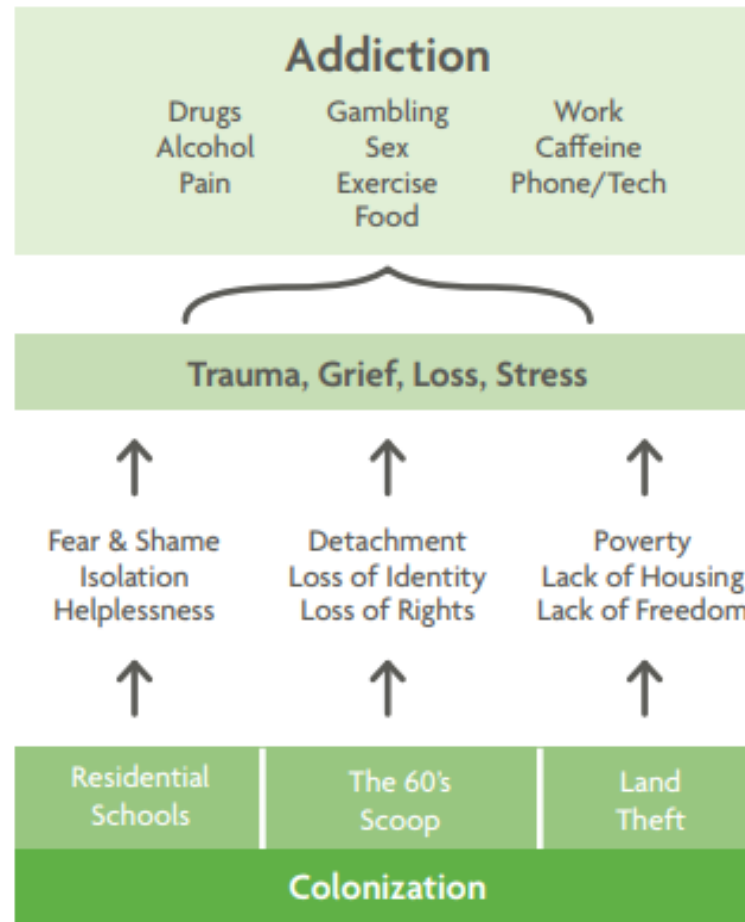 Addiction
Drugs
Alcohol
Pain
Gambling
Sex
Exercise
Food
Work
Caffeine
Phone/Tech
Trauma, Grief, Loss, Stress
Fear & Shame
Isolation
Helplessness
Detachment
Loss of Identity
Loss of Rights
Poverty
Lack of Housing
Lack of Freedom
Residential
Schools
The 60's
Scoop
Land
Theft
Colonization